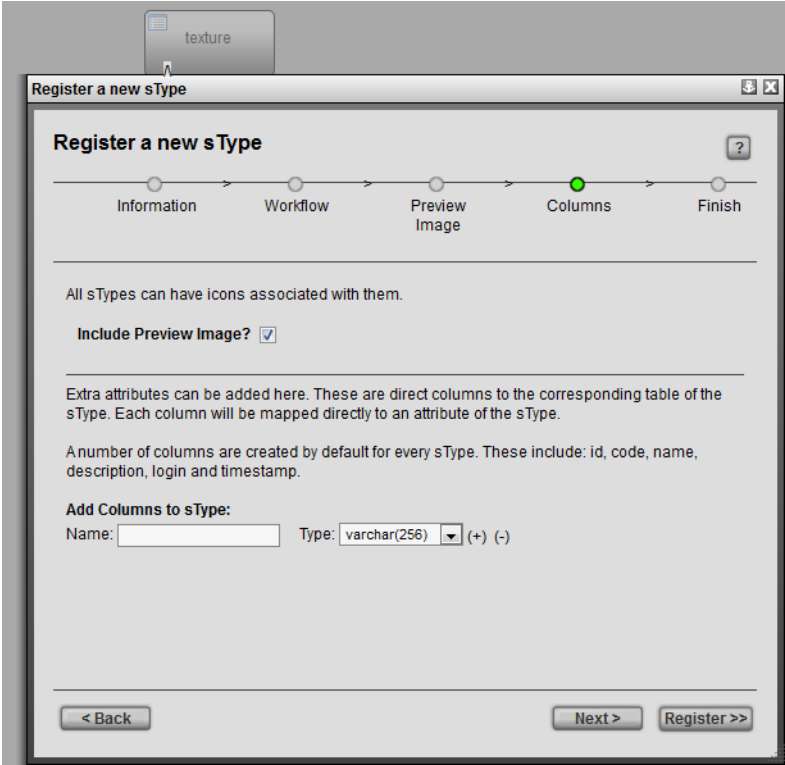 texture
Register a new sType
Register a new sType
?
> > > >
Information Workflow Preview Columns Finish
Image
All sTypes can have icons associated with them.
Include Preview Image?
Extra attributes can be added here. These are direct columns to the corresponding table of the
sType. Each column will be mapped directly to an attribute of the sType.
A number of columns are created by default for every sType. These include: id, code, name,
description, login and timestamp.
Add Columns to sType:
Name: Type: varchar(256) (+) (-)
< Back Next > Register >>